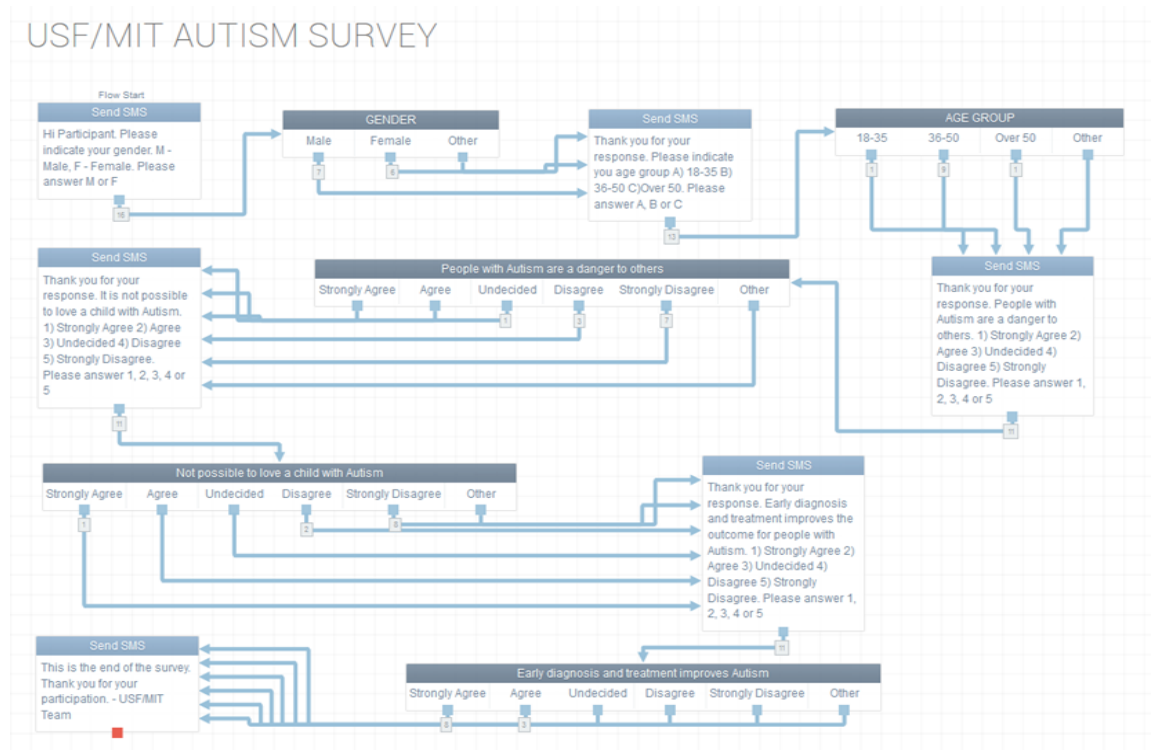 USF/MIT AUTISM SURVEY
Flow Start
Send SMS
Hi Participant. Please
indicate your gender. M -
Male, F - Female. Please
answer M or F
16
GENDER
Male Female Other
7 6
Send SMS
Thank you for your
response. Please indicate
you age group A) 18-35 B)
36-50 C)Over 50. Please
answer A, B or C
13
AGE GROUP
18-35 36-50 Over 50 Other
1 9 1
Send SMS
Thank you for your
response. People with
Autism are a danger to
others. 1) Strongly Agree 2)
Agree 3) Undecided 4)
Disagree 5) Strongly
Disagree. Please answer 1,
2, 3, 4 or 5
11
People with Autism are a danger to others
Strongly Agree Agree Undecided Disagree Strongly Disagree Other
1 3 7
Send SMS
Thank you for your
response. It is not possible
to love a child with Autism.
1) Strongly Agree 2) Agree
3) Undecided 4) Disagree
5) Strongly Disagree.
Please answer 1, 2, 3, 4 or
5
11
Not possible to love a child with Autism
Strongly Agree Agree Undecided Disagree Strongly Disagree Other
1 2 8
Send SMS
Thank you for your
response. Early diagnosis
and treatment improves the
outcome for people with
Autism. 1) Strongly Agree 2)
Agree 3) Undecided 4)
Disagree 5) Strongly
Disagree. Please answer 1,
2, 3, 4 or 5
11
Early diagnosis and treatment improves Autism
Strongly Agree Agree Undecided Disagree Strongly Disagree Other
8 3
Send SMS
This is the end of the survey.
Thank you for your
participation. - USF/MIT
Team